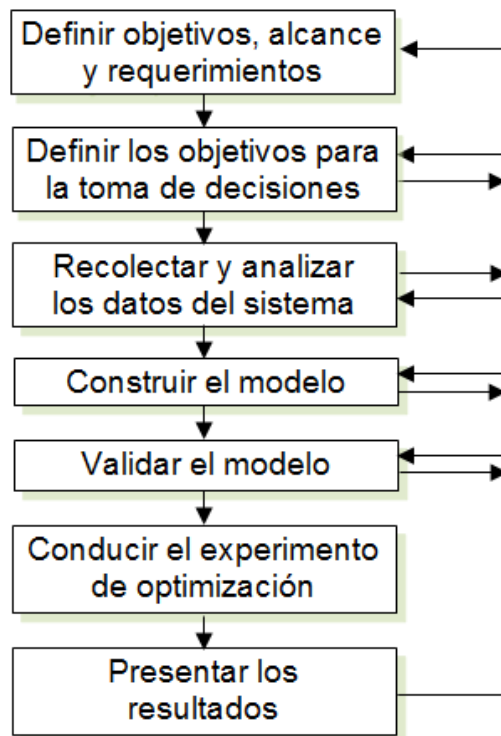 Definir objetivos, alcance
y requerimientos
Definir los objetivos para
la toma de decisiones
Recolectar y analizar
los datos del sistema
Construir el modelo
Validar el modelo
Conducir el experimento
de optimización
Presentar los
resultados